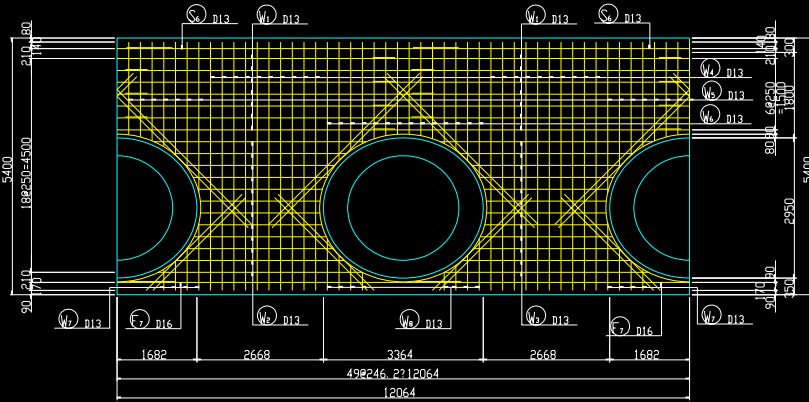 S6 D13
W1 D13
W1 D13
S6 D13
W4 D13
W5 D13
W6 D13
80
140
210
5400
18@250=4500
210
170
90
140
210
80
300
6@250
=1500
1800
80
2950
5400
90
170
350
90
W7 D13
F7 D16
W2 D13
W8 D13
W3 D13
F7 D16
W7 D13
1682
2668
3364
2668
1682
49@246.2?12064
12064